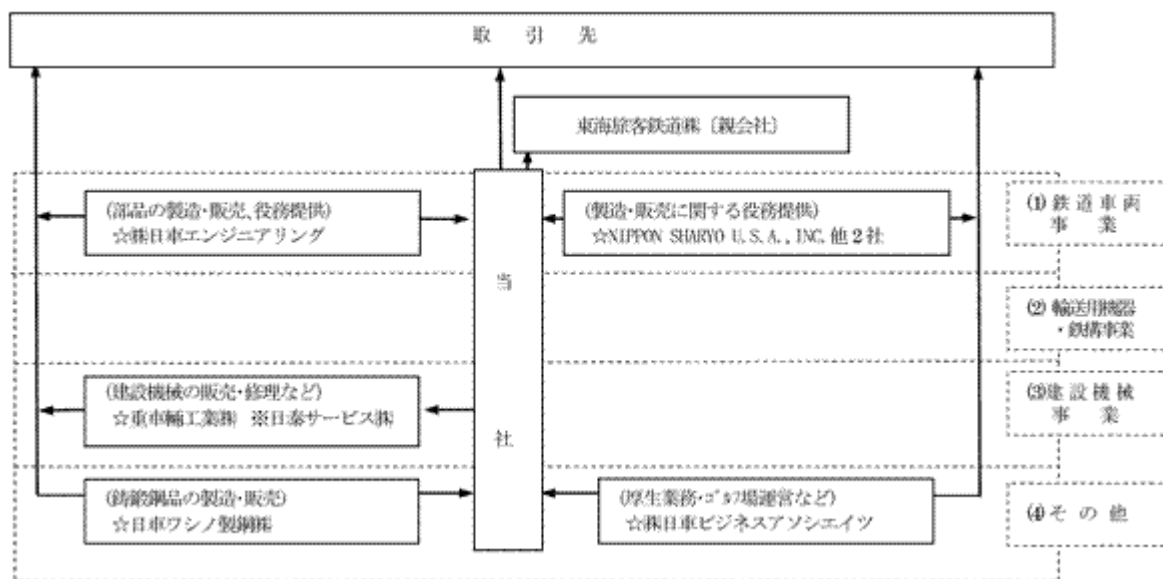 取引先
東海旅客鉄道㈱〔親会社〕
(部品の製造・販売、役務提供)
☆㈱日車エンジニアリング
(製造・販売に関する役務提供)
☆NIPPON SHARYO U.S.A., INC.他2社
(1)鉄道車両
事業
当
社
(2)輸送用機器
・鉄構事業
(建設機械の販売・修理など)
☆重車輛工業㈱ ※日泰サービス㈱
(3)建設機械
事業
(鋳鍛鋼品の製造・販売)
☆日車ワシノ製鋼㈱
(厚生業務・ゴルフ場運営など)
☆㈱日車ビジネスアソシエイツ
(4)その他